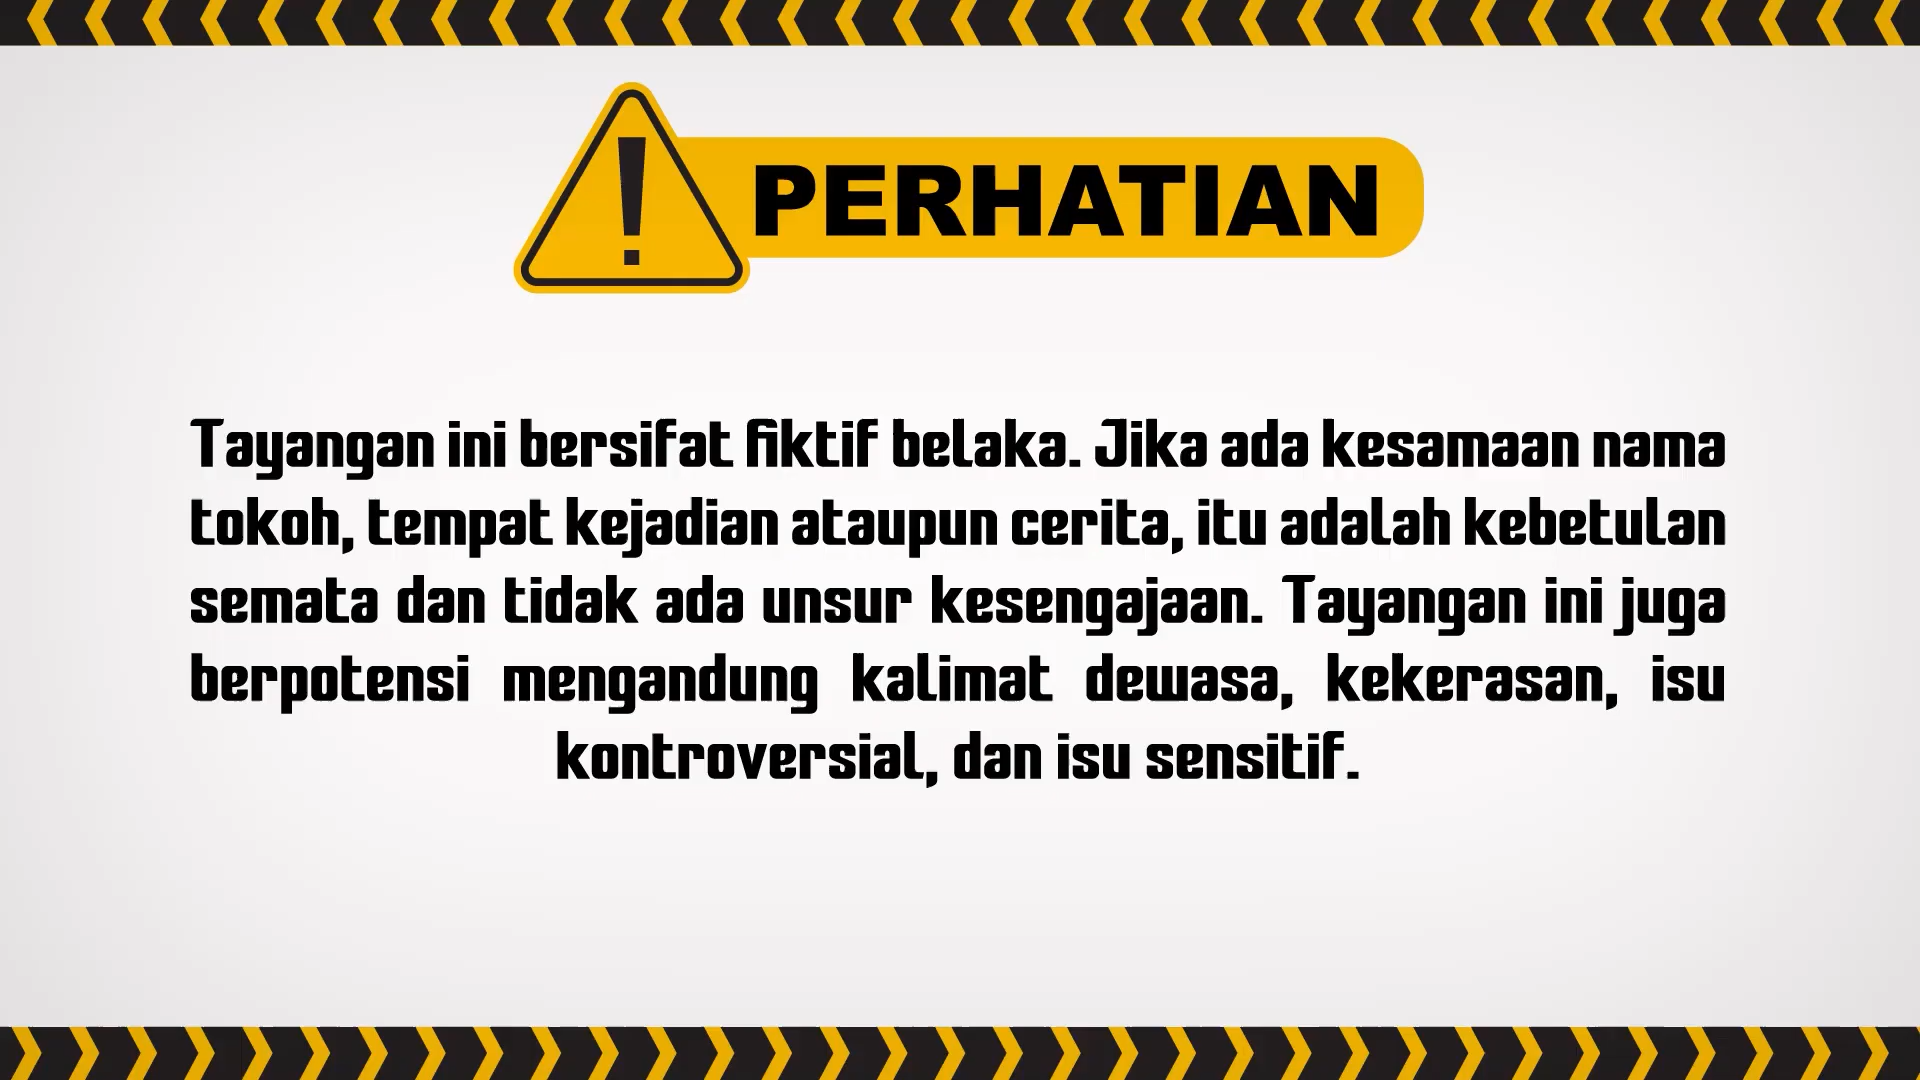 PERHATIAN
Tayangan ini bersifat fiktif belaka. Jika ada kesamaan nama
tokoh, tempat kejadian ataupun cerita, itu adalah kebetulan
semata dan tidak ada unsur kesengajaan. Tayangan ini juga
berpotensi mengandung kalimat dewasa, kekerasan, isu
kontroversial, dan isu sensitif.